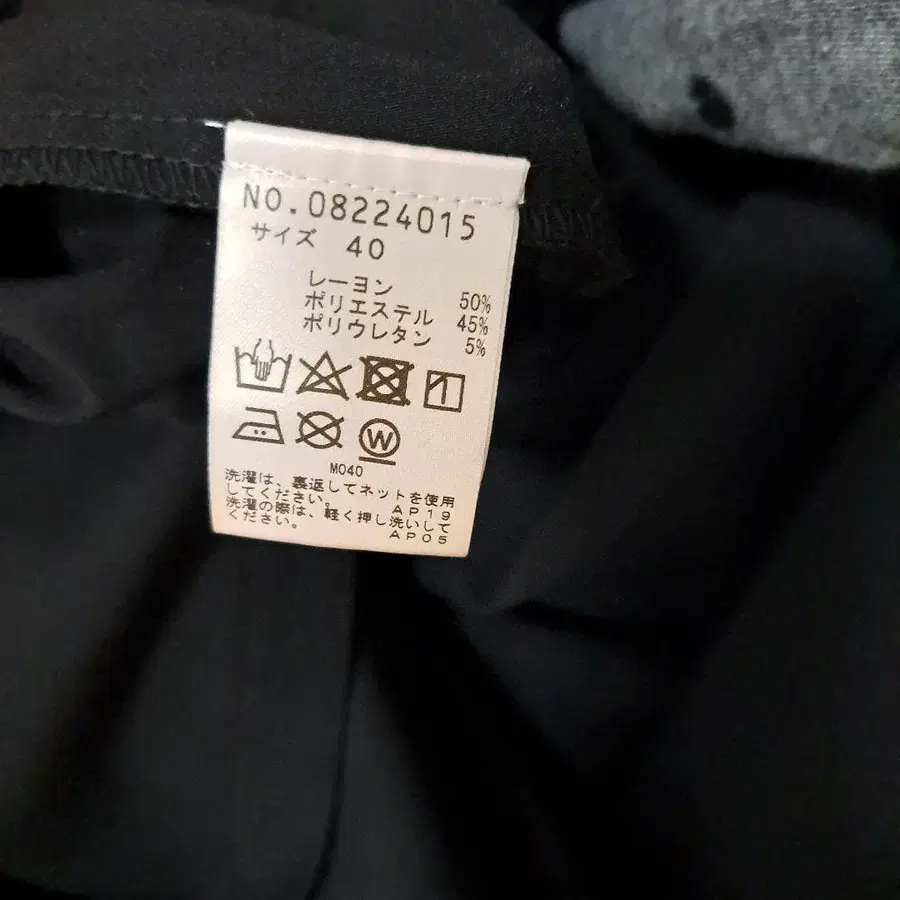 NO.08224015
サイズ 40
レーヨン 50%
ポリエステル 45%
ポリウレタン 5%
W
M040
洗濯は、裏返してネットを使用
してください。 AP19
洗濯の際は、軽く押し洗いして
ください。 AP05